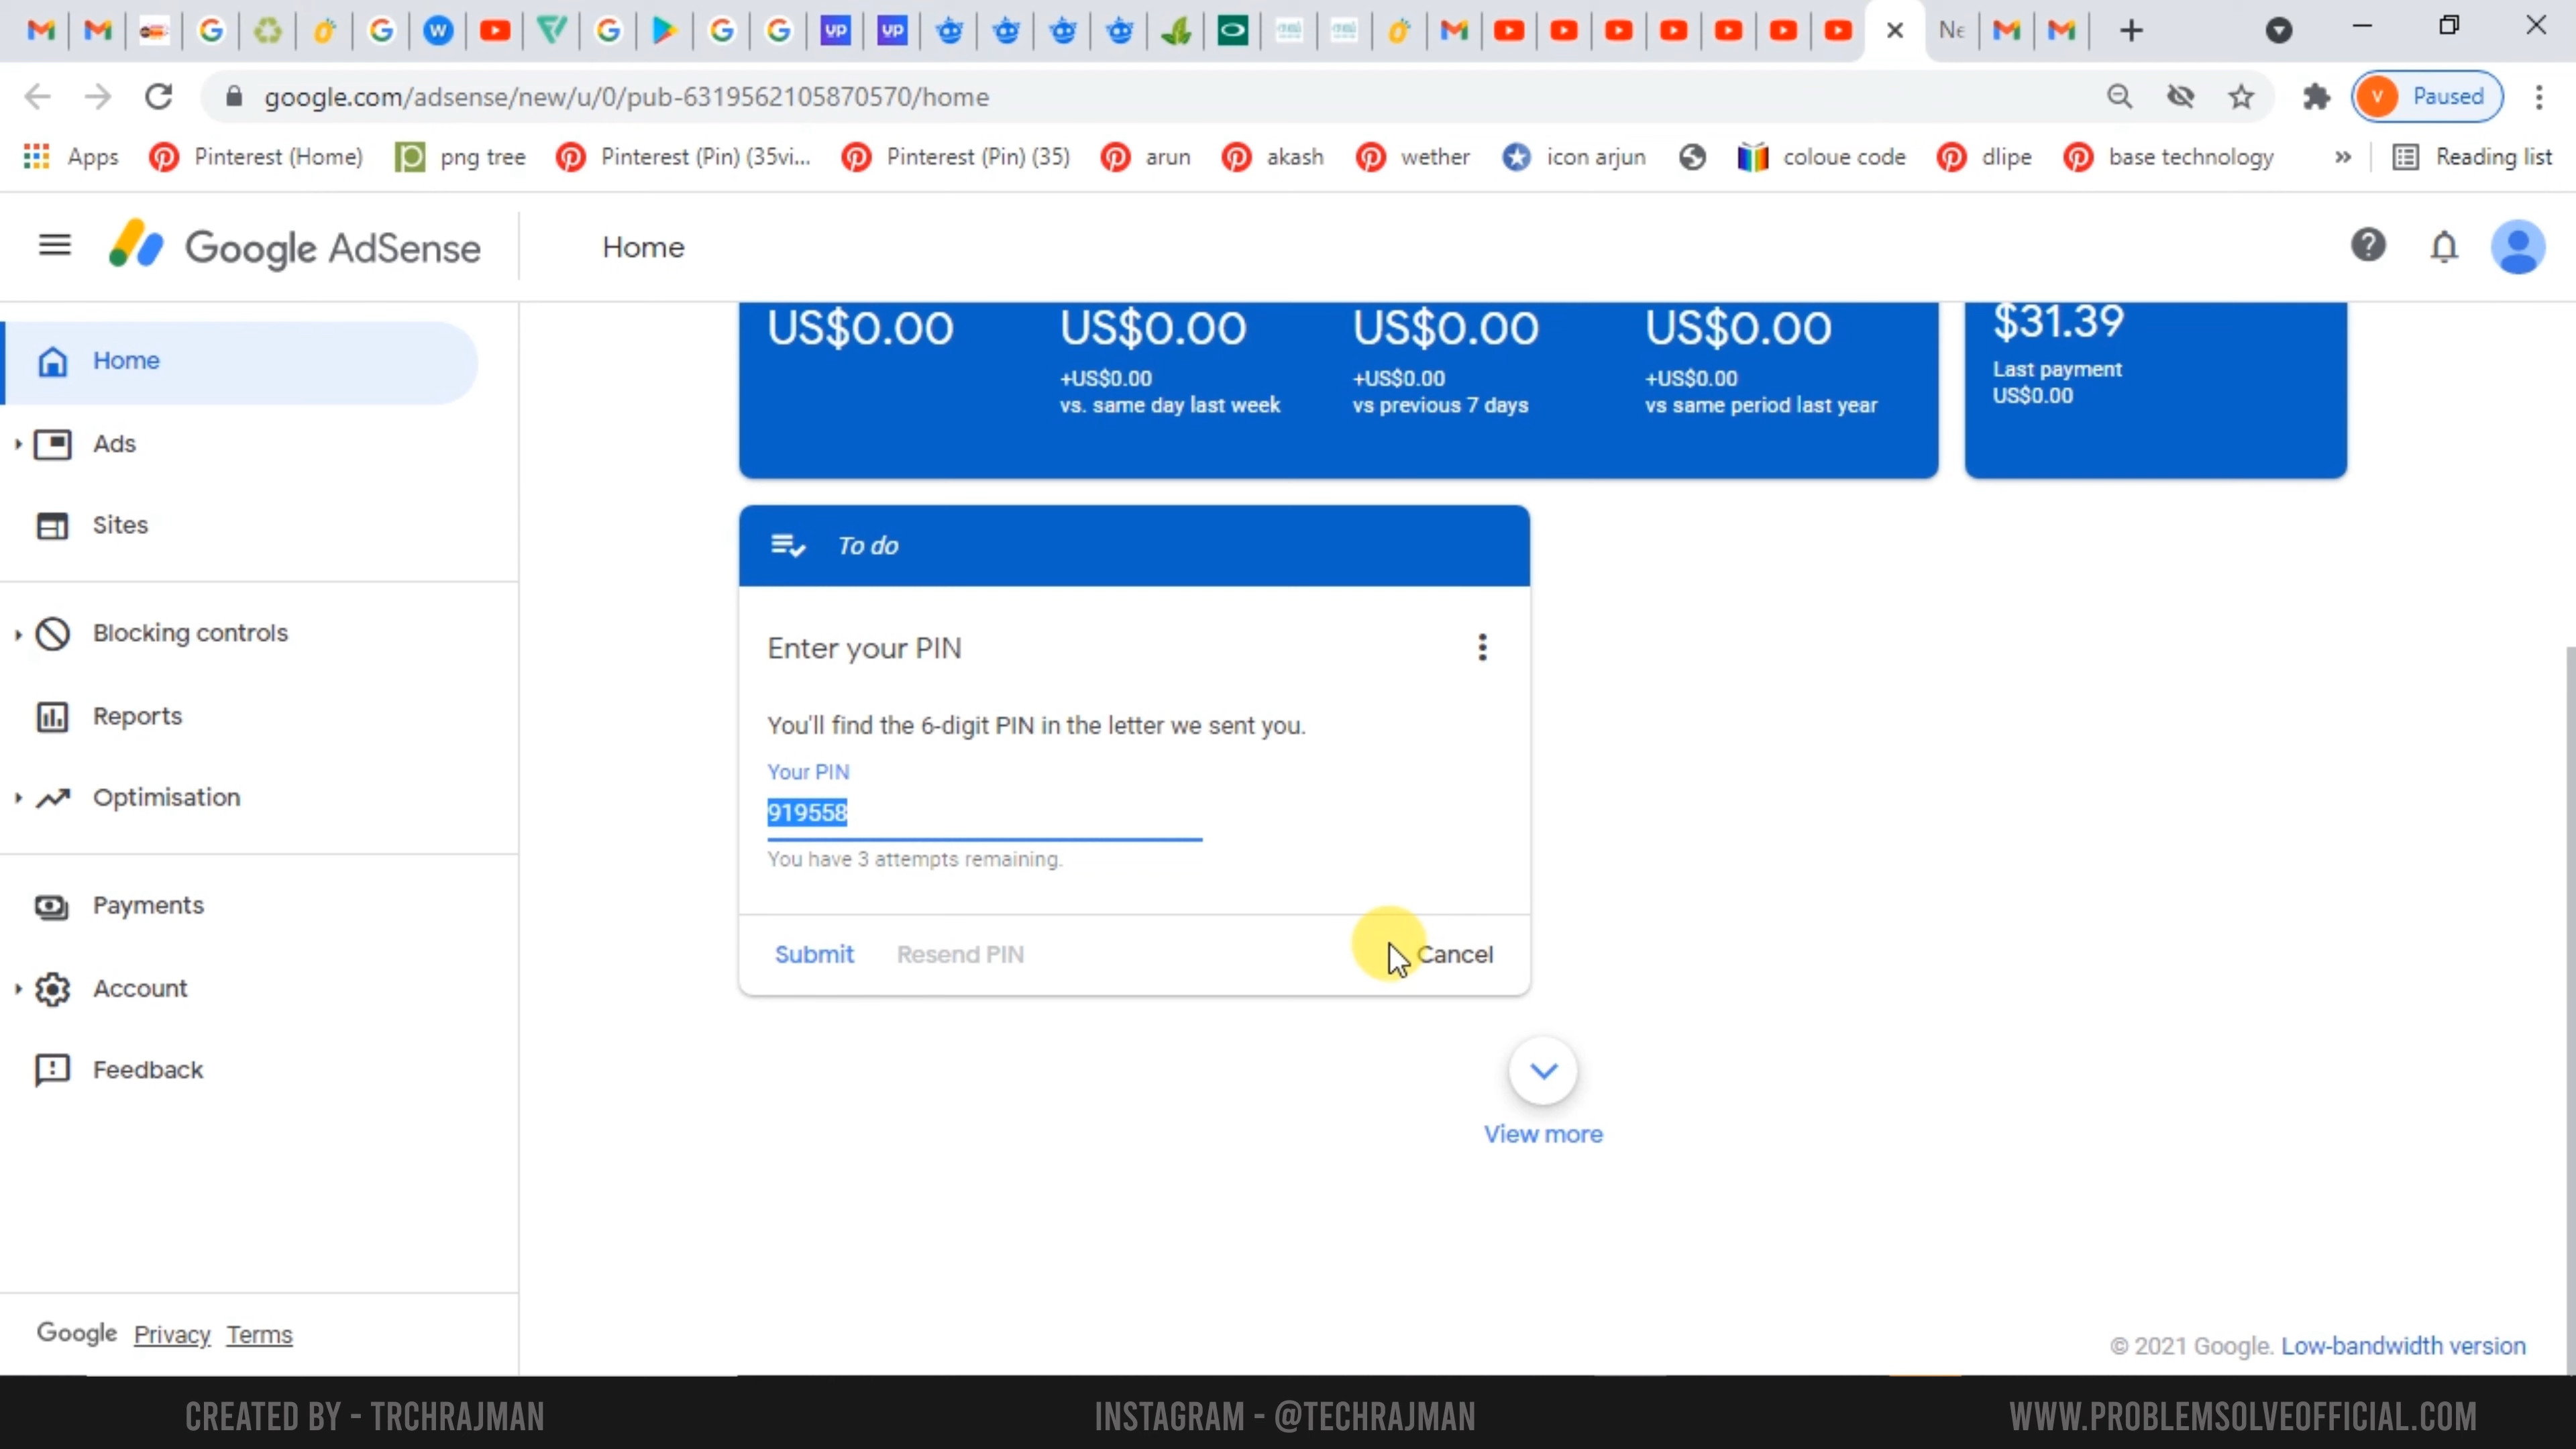 Ne
google.com/adsense/new/u/0/pub-6319562105870570/home
V Paused
Apps Pinterest (Home) png tree Pinterest (Pin) (35vi... Pinterest (Pin) (35) arun akash wether icon arjun coloue code dlipe base technology » Reading list
Google AdSense
Home
US$0.00 US$0.00 US$0.00 US$0.00 $31.39
+US$0.00 +US$0.00 +US$0.00 Last payment
vs. same day last week vs previous 7 days vs same period last year US$0.00
Home
Ads
Sites
Blocking controls
Reports
Optimisation
Payments
Account
Feedback
To do
Enter your PIN
You'll find the 6-digit PIN in the letter we sent you.
Your PIN
919558
You have 3 attempts remaining.
Submit Resend PIN Cancel
View more
Google Privacy Terms
© 2021 Google. Low-bandwidth version
CREATED BY - TRCHRAJMAN INSTAGRAM - @TECHRAJMAN WWW.PROBLEMSOLVEOFFICIAL.COM